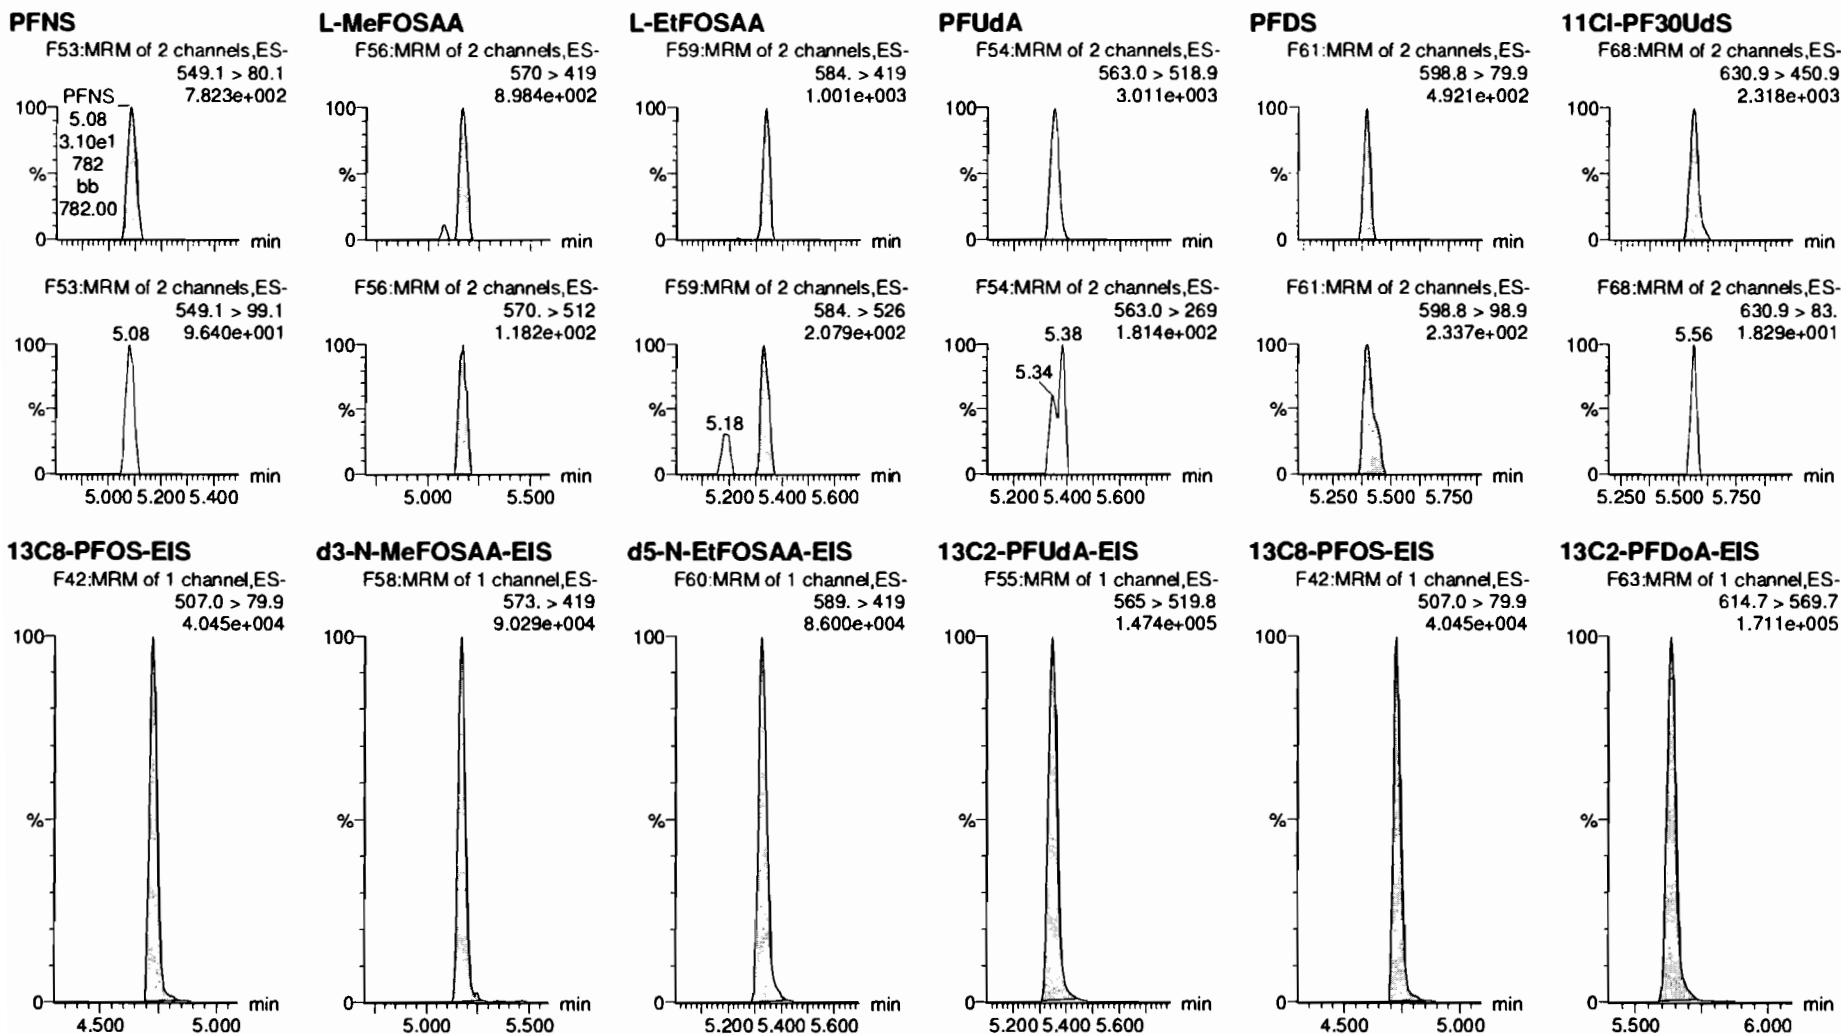 PFNS
F53:MRM of 2 channels,ES-
549.1 > 80.1
7.823e+002
100
PFNS
5.08
3.10e1
782
bb
782.00
%
0
min
F53:MRM of 2 channels,ES-
549.1 > 99.1
9.640e+001
100
5.08
%
0
min
5.000 5.200 5.400
L-MeFOSAA
F56:MRM of 2 channels,ES-
570 > 419
8.984e+002
100
%
0
min
F56:MRM of 2 channels,ES-
570. > 512
1.182e+002
100
%
0
min
5.000 5.500
L-EtFOSAA
F59:MRM of 2 channels,ES-
584. > 419
1.001e+003
100
%
0
min
F59:MRM of 2 channels,ES-
584. > 526
2.079e+002
100
5.18
%
0
min
5.200 5.400 5.600
PFUdA
F54:MRM of 2 channels,ES-
563.0 > 518.9
3.011e+003
100
%
0
min
F54:MRM of 2 channels,ES-
563.0 > 269
1.814e+002
100
5.38
5.34
%
0
min
5.200 5.400 5.600
PFDS
F61:MRM of 2 channels,ES-
598.8 > 79.9
4.921e+002
100
%
0
min
F61:MRM of 2 channels,ES-
598.8 > 98.9
2.337e+002
100
%
0
min
5.250 5.500 5.750
11Cl-PF30UdS
F68:MRM of 2 channels,ES-
630.9 > 450.9
2.318e+003
100
%
0
min
F68:MRM of 2 channels,ES-
630.9 > 83.
1.829e+001
100
5.56
%
0
min
5.250 5.500 5.750
13C8-PFOS-EIS
F42:MRM of 1 channel,ES-
507.0 > 79.9
4.045e+004
100
%
0
min
4.500 5.000
d3-N-MeFOSAA-EIS
F58:MRM of 1 channel,ES-
573. > 419
9.029e+004
100
%
0
min
5.000 5.500
d5-N-EtFOSAA-EIS
F60:MRM of 1 channel,ES-
589. > 419
8.600e+004
100
%
0
min
5.200 5.400 5.600
13C2-PFUdA-EIS
F55:MRM of 1 channel,ES-
565 > 519.8
1.474e+005
100
%
0
min
5.200 5.400 5.600
13C8-PFOS-EIS
F42:MRM of 1 channel,ES-
507.0 > 79.9
4.045e+004
100
%
0
min
4.500 5.000
13C2-PFDoA-EIS
F63:MRM of 1 channel,ES-
614.7 > 569.7
1.711e+005
100
%
0
min
5.500 6.000